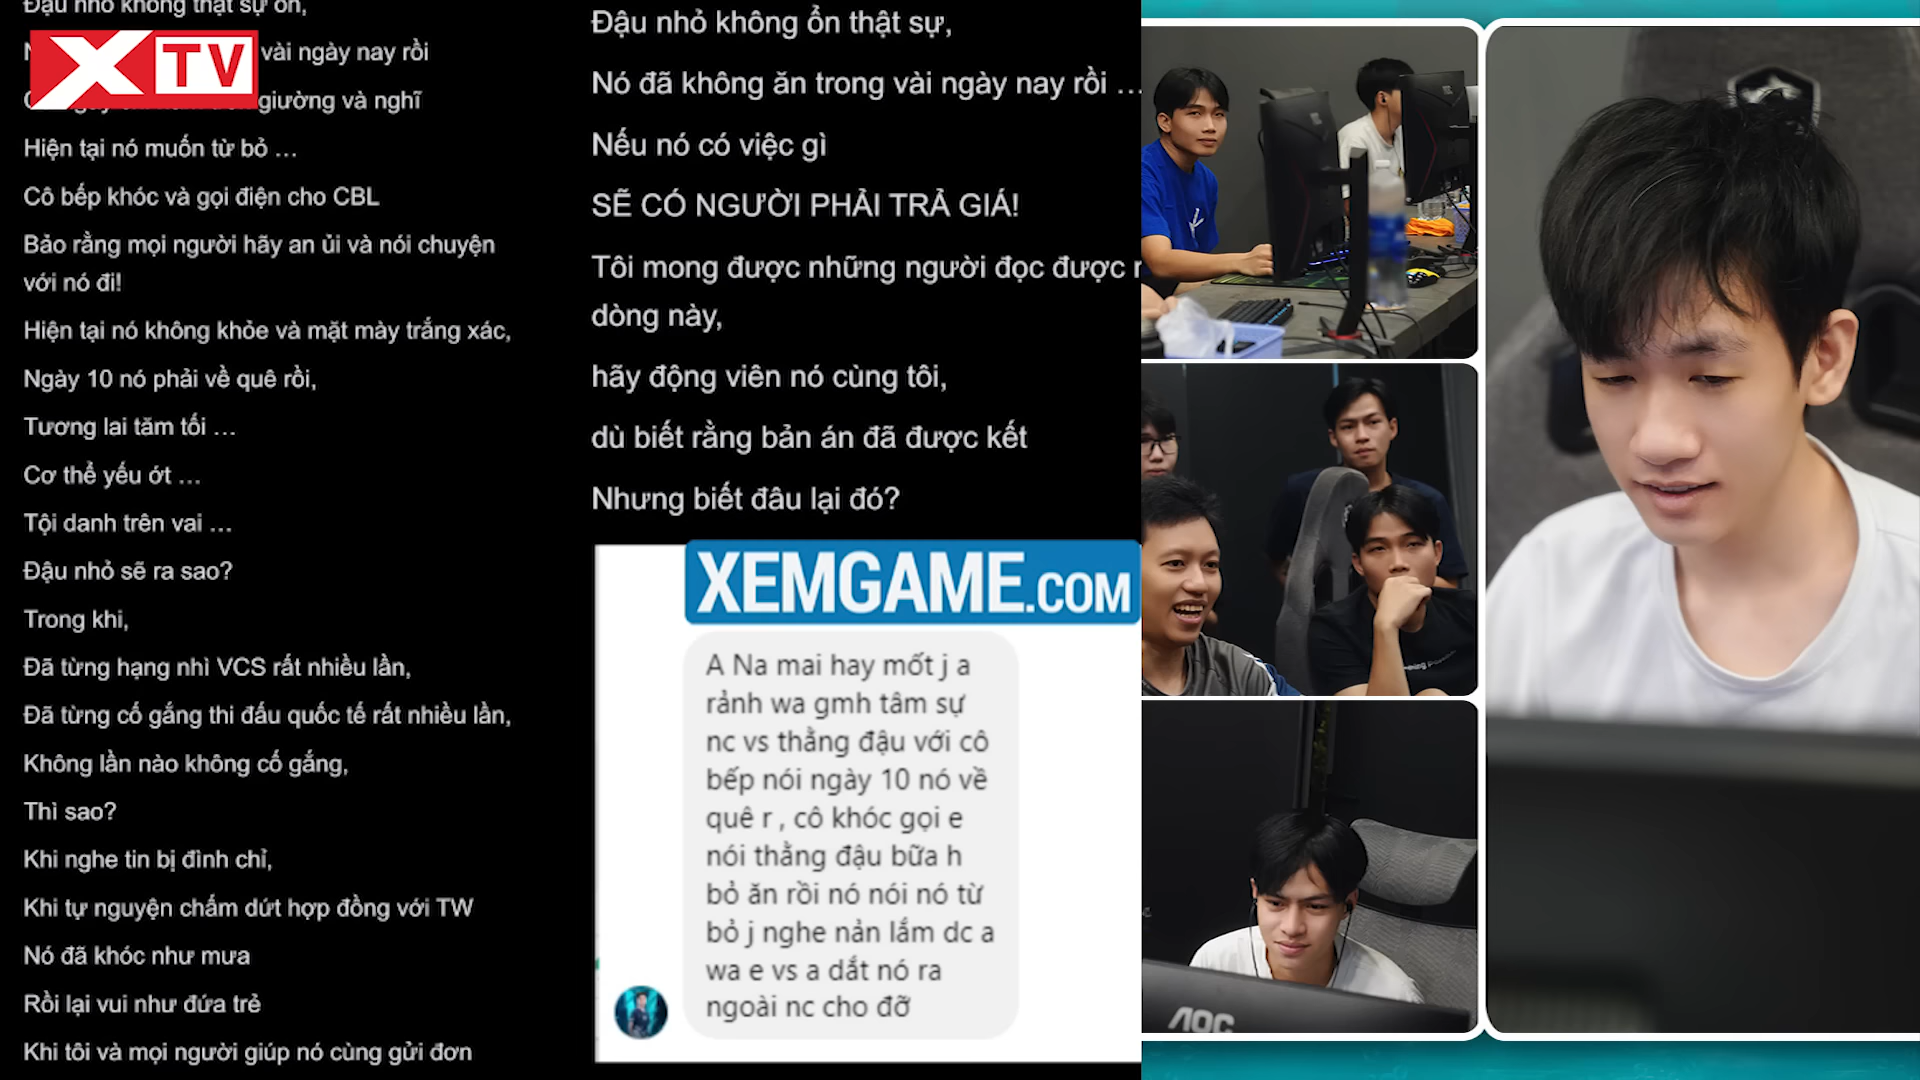 Đậu nhỏ không thật sự ổn,
XTV
vài ngày nay rồi
giường và nghĩ
Hiện tại nó muốn từ bỏ …
Cô bếp khóc và gọi điện cho CBL
Bảo rằng mọi người hãy an ủi và nói chuyện
với nó đi!
Hiện tại nó không khỏe và mặt mày trắng xác,
Ngày 10 nó phải về quê rồi,
Tương lai tăm tối …
Cơ thể yếu ớt …
Tội danh trên vai …
Đậu nhỏ sẽ ra sao?
Trong khi,
Đã từng hạng nhì VCS rất nhiều lần,
Đã từng cố gắng thi đấu quốc tế rất nhiều lần,
Không lần nào không cố gắng,
Thì sao?
Khi nghe tin bị đình chỉ,
Khi tự nguyện chấm dứt hợp đồng với TW
Nó đã khóc như mưa
Rồi lại vui như đứa trẻ
Khi tôi và mọi người giúp nó cùng gửi đơn
Đậu nhỏ không ổn thật sự,
Nó đã không ăn trong vài ngày nay rồi …
Nếu nó có việc gì
SẼ CÓ NGƯỜI PHẢI TRẢ GIÁ!
Tôi mong được những người đọc được
dòng này,
hãy động viên nó cùng tôi,
dù biết rằng bản án đã được kết
Nhưng biết đâu lại đó?
XEMGAME.COM
A Na mai hay mốt j a
rảnh wa gmh tâm sự
nc vs thằng đậu với cô
bếp nói ngày 10 nó về
quê r , cô khóc gọi e
nói thằng đậu bữa h
bỏ ăn rồi nó nói nó từ
bỏ j nghe nản lắm dc a
wa e vs a dắt nó ra
ngoài nc cho đỡ
AOC